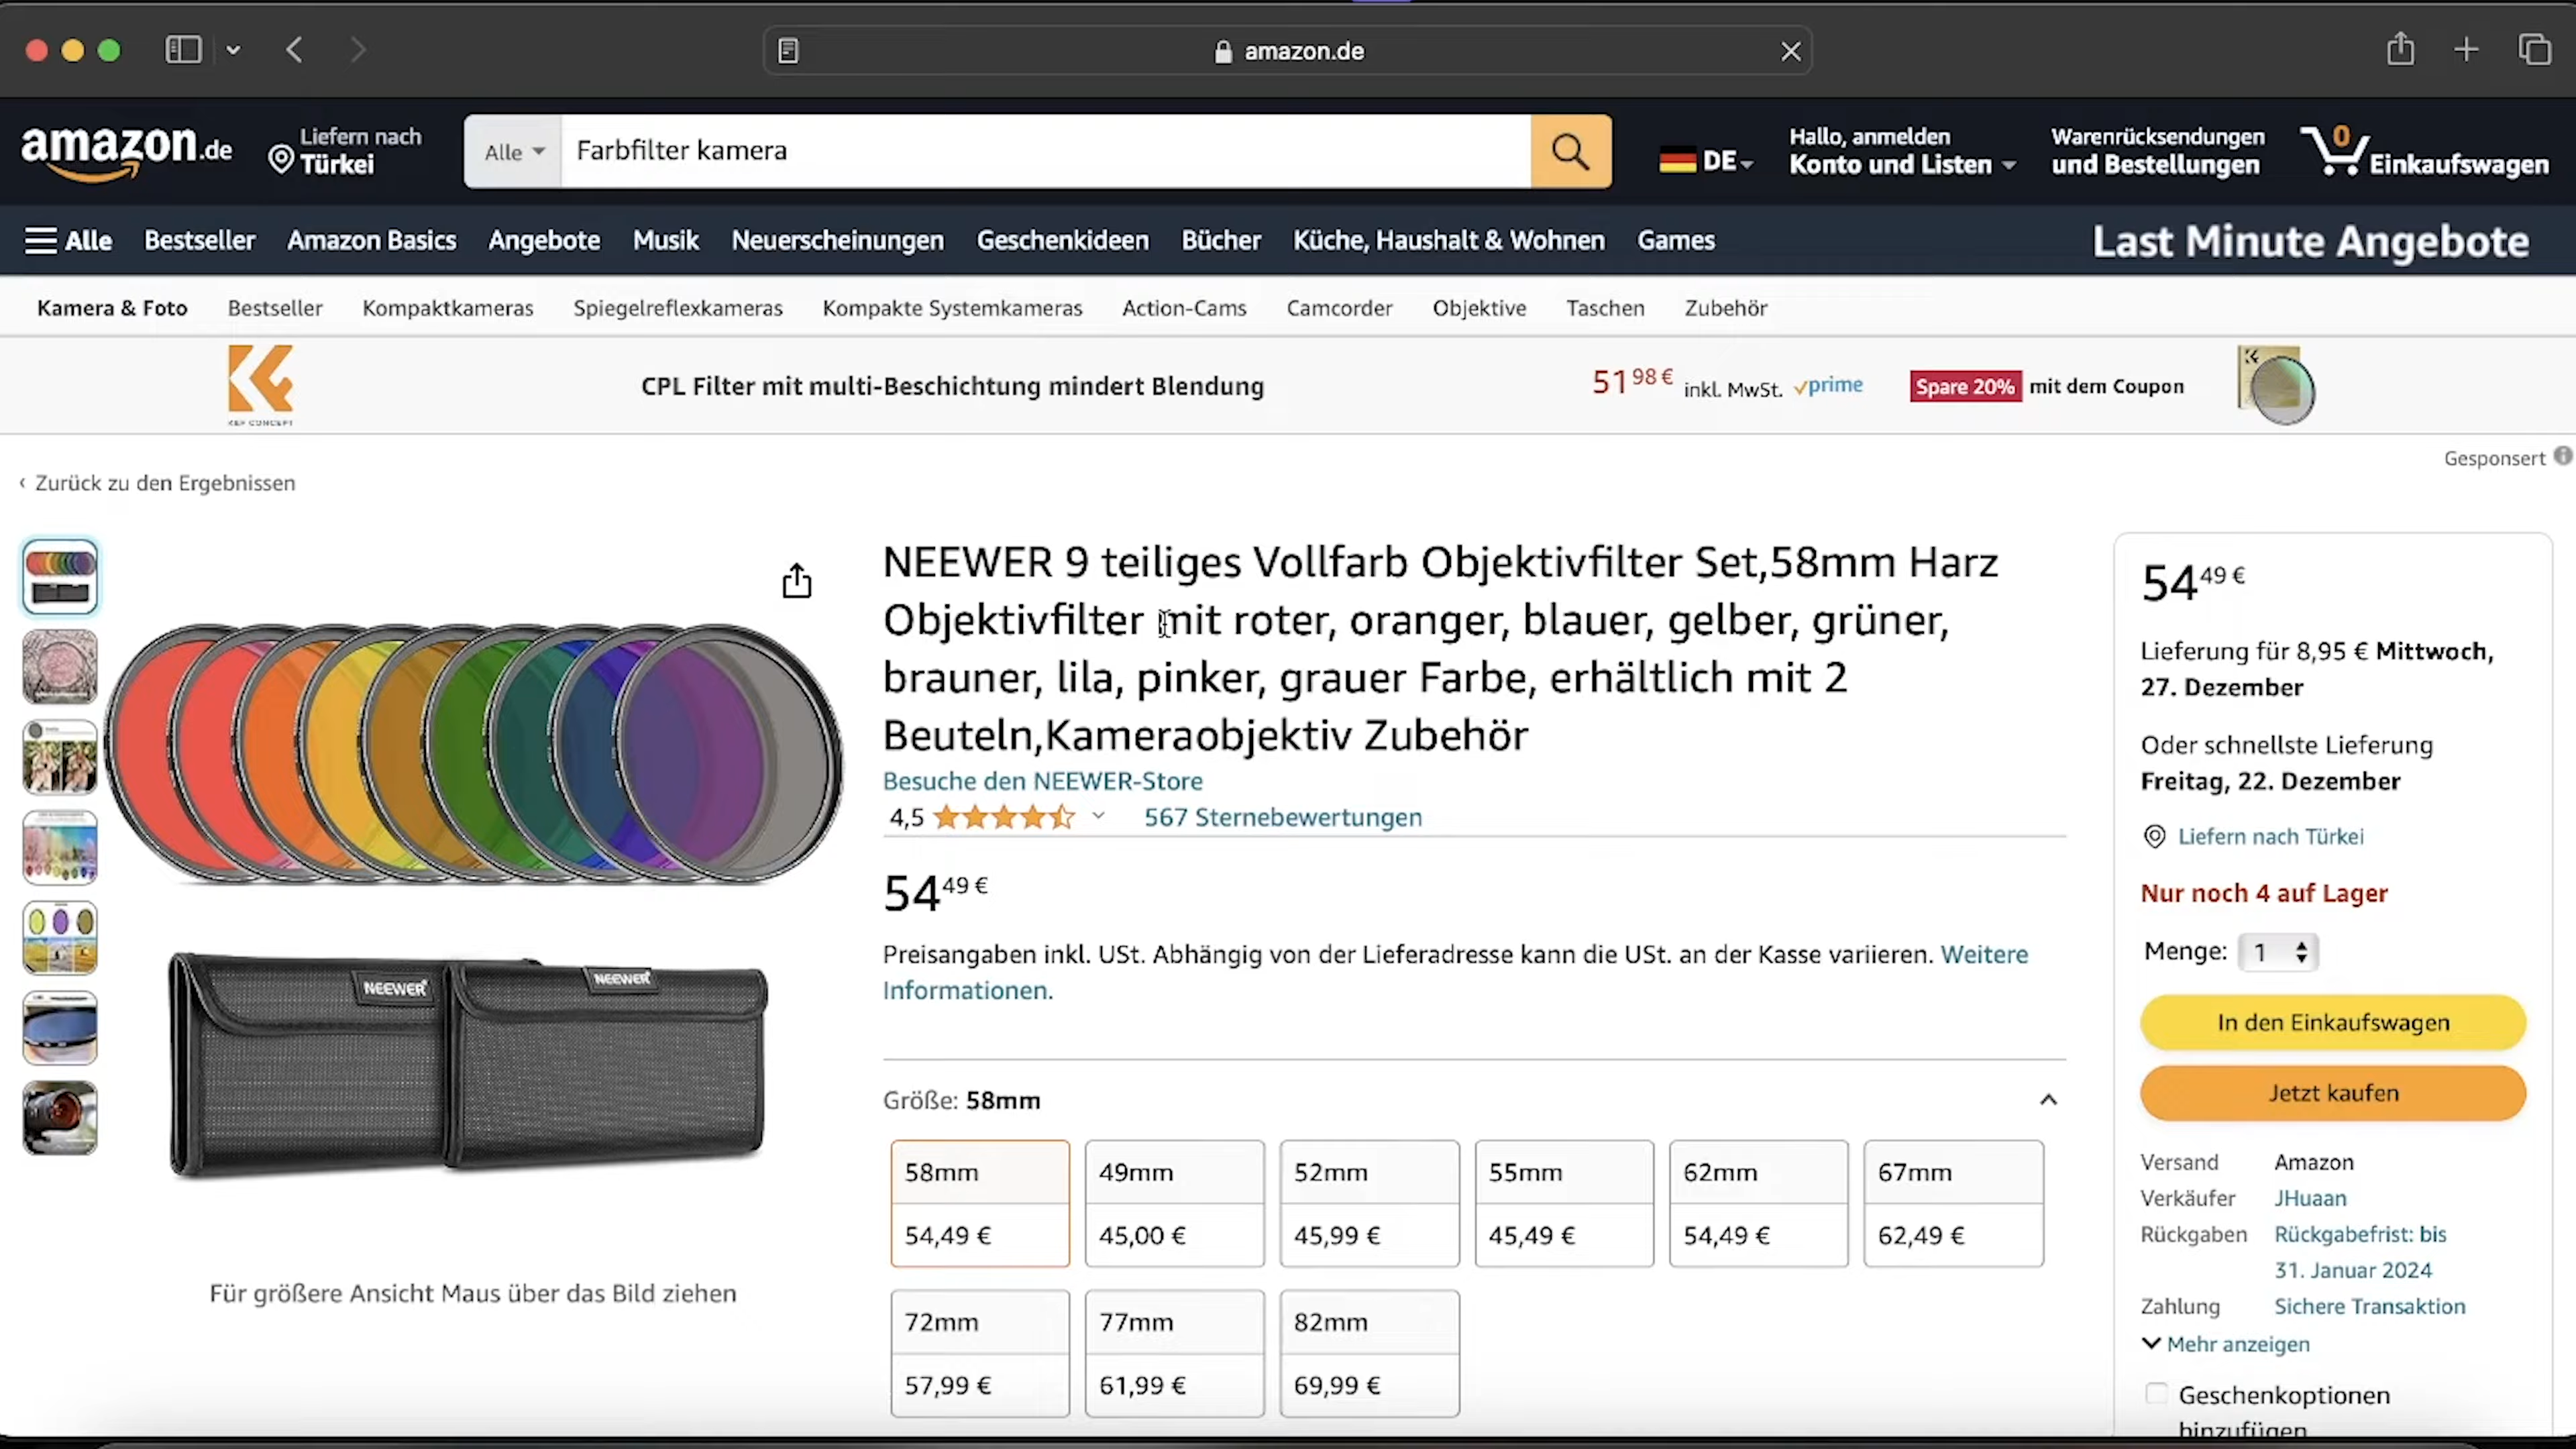 amazon.de
amazon.de
Liefern nach
Türkei
Alle
Farbfilter kamera
DE
Hallo, anmelden
Konto und Listen
Warenrücksendungen
und Bestellungen
0
Einkaufswagen
Alle
Bestseller
Amazon Basics
Angebote
Musik
Neuerscheinungen
Geschenkideen
Bücher
Küche, Haushalt & Wohnen
Games
Last Minute Angebote
Kamera & Foto
Bestseller
Kompaktkameras
Spiegelreflexkameras
Kompakte Systemkameras
Action-Cams
Camcorder
Objektive
Taschen
Zubehör
K&F CONCEPT
CPL Filter mit multi-Beschichtung mindert Blendung
51 98 € inkl. MwSt. prime
Spare 20% mit dem Coupon
Gesponsert
‹ Zurück zu den Ergebnissen
NEEWER 9 teiliges Vollfarb Objektivfilter Set,58mm Harz
Objektivfilter mit roter, oranger, blauer, gelber, grüner,
brauner, lila, pinker, grauer Farbe, erhältlich mit 2
Beuteln,Kameraobjektiv Zubehör
Besuche den NEEWER-Store
4,5
567 Sternebewertungen
54 49 €
Preisangaben inkl. USt. Abhängig von der Lieferadresse kann die USt. an der Kasse variieren. Weitere
Informationen.
NEEWER
NEEWER
Für größere Ansicht Maus über das Bild ziehen
Größe: 58mm
58mm
54,49 €
49mm
45,00 €
52mm
45,99 €
55mm
45,49 €
62mm
54,49 €
67mm
62,49 €
72mm
57,99 €
77mm
61,99 €
82mm
69,99 €
54 49 €
Lieferung für 8,95 € Mittwoch,
27. Dezember
Oder schnellste Lieferung
Freitag, 22. Dezember
Liefern nach Türkei
Nur noch 4 auf Lager
Menge: 1
In den Einkaufswagen
Jetzt kaufen
Versand Amazon
Verkäufer JHuaan
Rückgaben Rückgabefrist: bis
31. Januar 2024
Zahlung Sichere Transaktion
Mehr anzeigen
Geschenkoptionen
hinzufügen